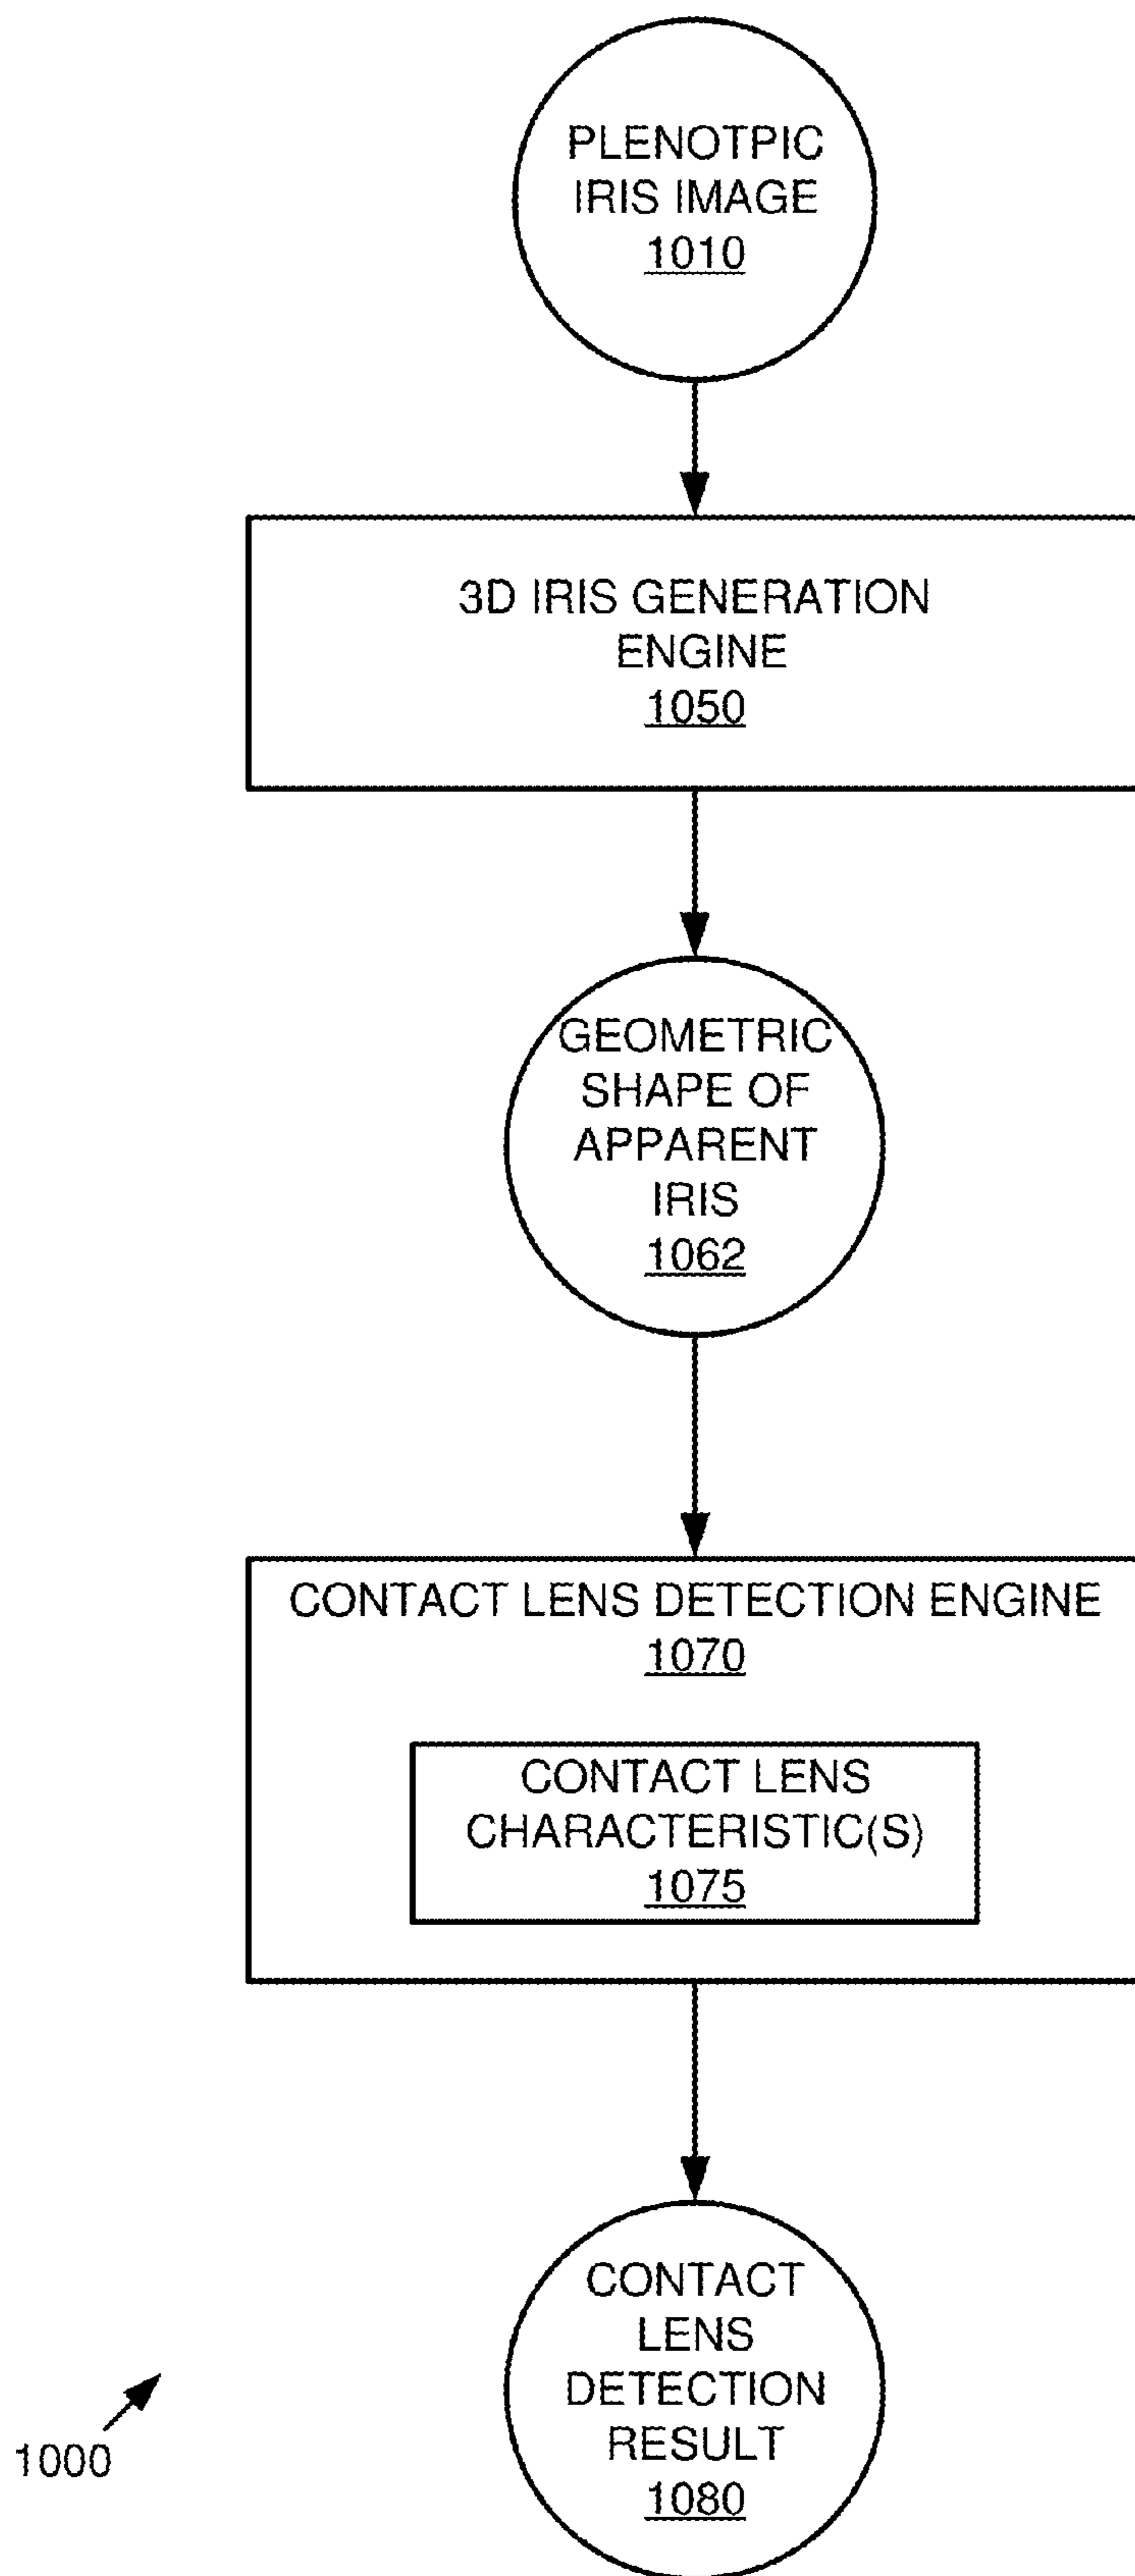 PLENOTPIC
IRIS IMAGE
1010
3D IRIS GENERATION
ENGINE
1050
GEOMETRIC
SHAPE OF
APPARENT
IRIS
1062
CONTACT LENS DETECTION ENGINE
1070
CONTACT LENS
CHARACTERISTIC(S)
1075
CONTACT
LENS
DETECTION
RESULT
1080
1000